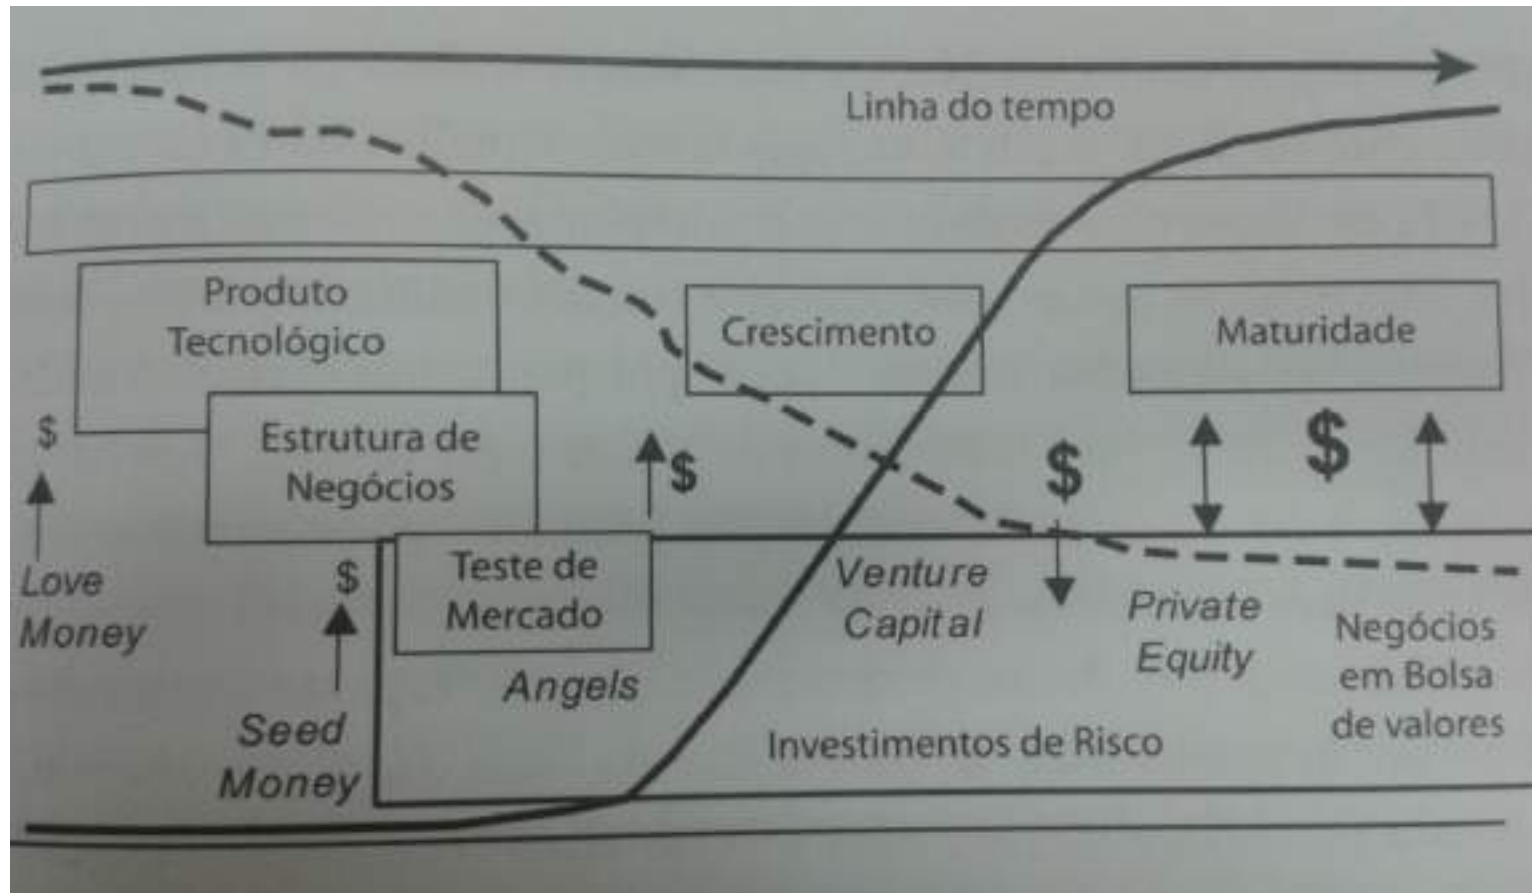 Linha do tempo
Produto
Tecnológico
Crescimento
Maturidade
$
Estrutura de
Negócios
$
$
$
Love
Money
$
Teste de
Mercado
Angels
Seed
Money
Venture
Capital
Private
Equity
Negócios
em Bolsa
de valores
Investimentos de Risco